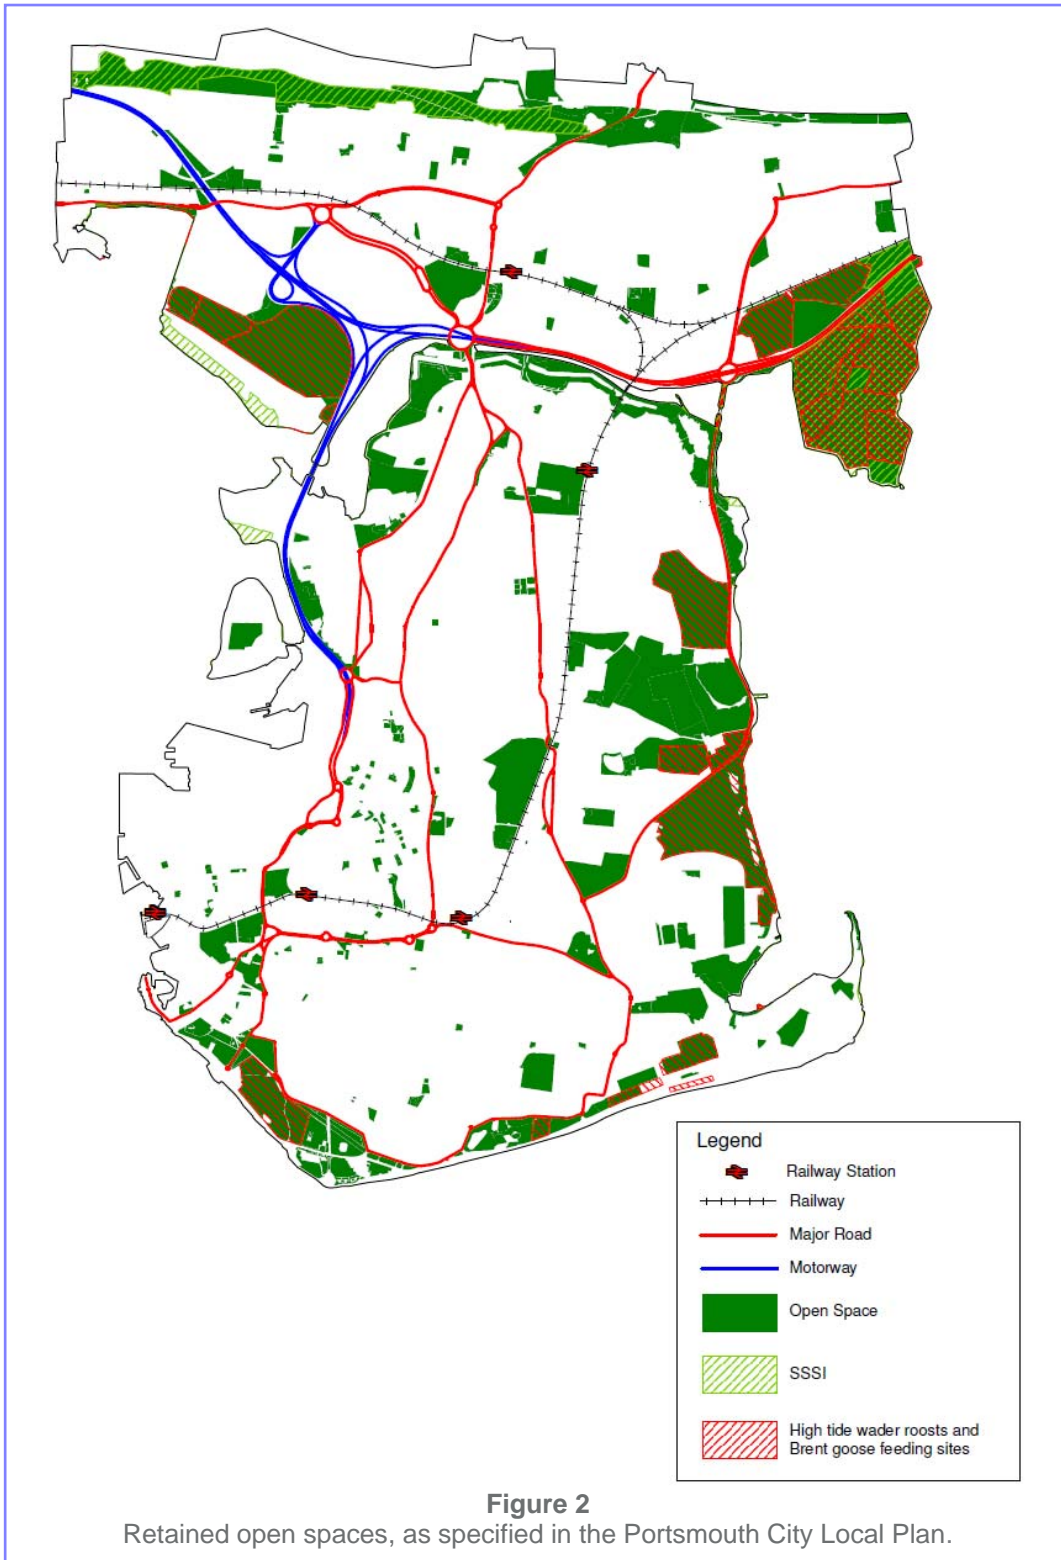 Legend
Railway Station
Railway
Major Road
Motorway
Open Space
SSSI
High tide wader roosts and
Brent goose feeding sites
Figure 2
Retained open spaces, as specified in the Portsmouth City Local Plan.